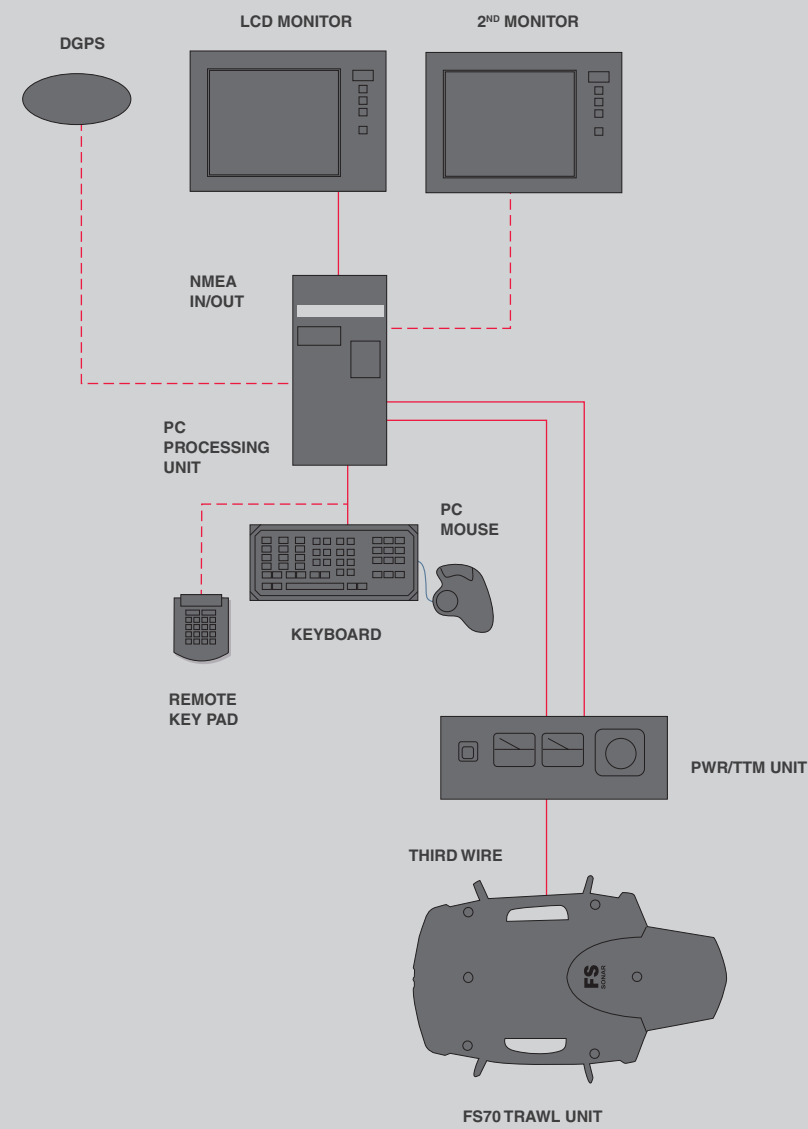 LCD MONITOR
2ND MONITOR
DGPS
NMEA
IN/OUT
PC
PROCESSING
UNIT
PC
MOUSE
KEYBOARD
REMOTE
KEY PAD
PWR/TTM UNIT
THIRD WIRE
FS
SONAR
FS70 TRAWL UNIT